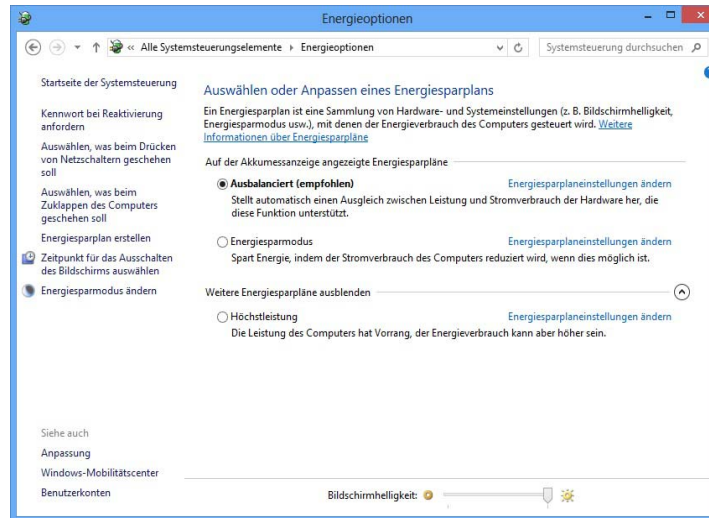 Energieoptionen
« Alle Systemsteuerungselemente Energieoptionen
Systemsteuerung durchsuchen
Startseite der Systemsteuerung
Kennwort bei Reaktivierung
anfordern
Auswählen, was beim Drücken
von Netzschaltern geschehen
soll
Auswählen, was beim
Zuklappen des Computers
geschehen soll
Energiesparplan erstellen
Zeitpunkt für das Ausschalten
des Bildschirms auswählen
Energiesparmodus ändern
Siehe auch
Anpassung
Windows-Mobilitätscenter
Benutzerkonten
Auswählen oder Anpassen eines Energiesparplans
Ein Energiesparplan ist eine Sammlung von Hardware- und Systemeinstellungen (z. B. Bildschirmhelligkeit,
Energiesparmodus usw.), mit denen der Energieverbrauch des Computers gesteuert wird. Weitere
Informationen über Energiesparpläne
Auf der Akkumessanzeige angezeigte Energiesparpläne
Ausbalanciert (empfohlen) Energiesparplaneinstellungen ändern
Stellt automatisch einen Ausgleich zwischen Leistung und Stromverbrauch der Hardware her, die
diese Funktion unterstützt.
Energiesparmodus Energiesparplaneinstellungen ändern
Spart Energie, indem der Stromverbrauch des Computers reduziert wird, wenn dies möglich ist.
Weitere Energiesparpläne ausblenden
Höchstleistung Energiesparplaneinstellungen ändern
Die Leistung des Computers hat Vorrang, der Energieverbrauch kann aber höher sein.
Bildschirmhelligkeit: